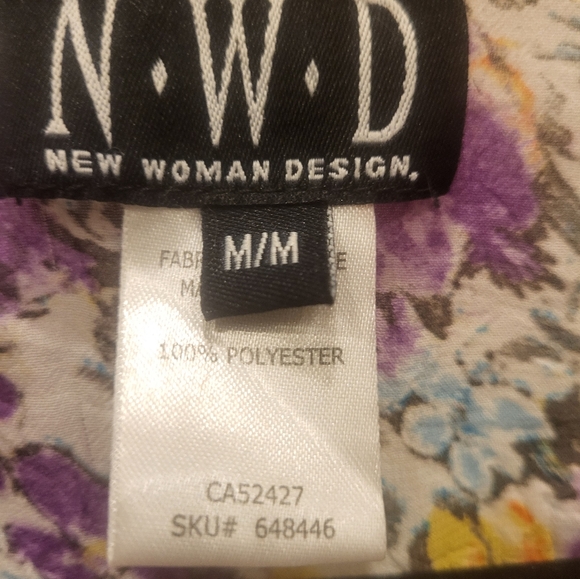 N·W·D
NEW WOMAN DESIGN.
M/M
100% POLYESTER
CA52427
SKU# 648446